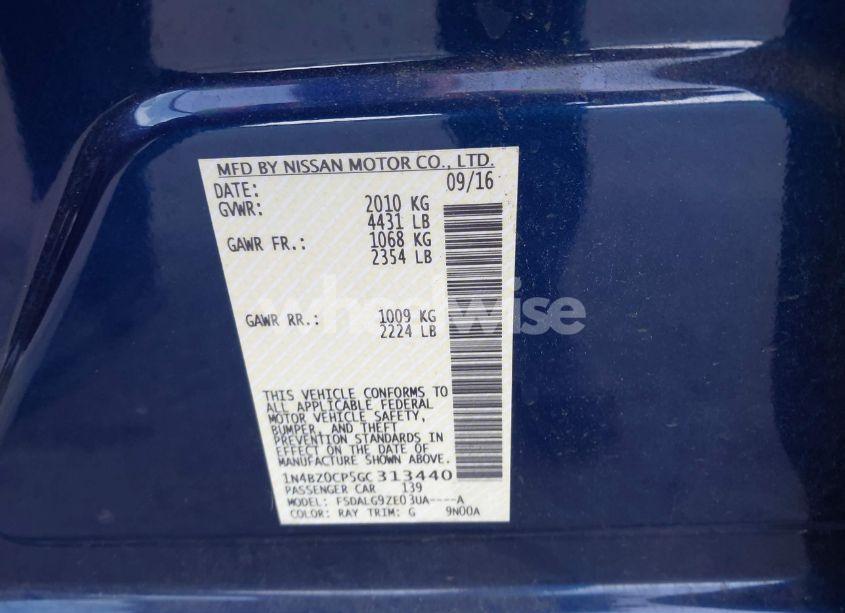 MFD BY NISSAN MOTOR CO., LTD.
DATE: 09/16
GVWR: 2010 KG
4431 LB
GAWR FR.: 1068 KG
2354 LB
GAWR RR.: 1009 KG
2224 LB
wheelwise
THIS VEHICLE CONFORMS TO
ALL APPLICABLE FEDERAL
MOTOR VEHICLE SAFETY,
BUMPER, AND THEFT
PREVENTION STANDARDS IN
EFFECT ON THE DATE OF
MANUFACTURE SHOWN ABOVE.
1N4BZ0CP5GC313440
PASSENGER CAR 139
MODEL: FSDALG9ZE03UA----A
COLOR: RAY TRIM: G 9N00A